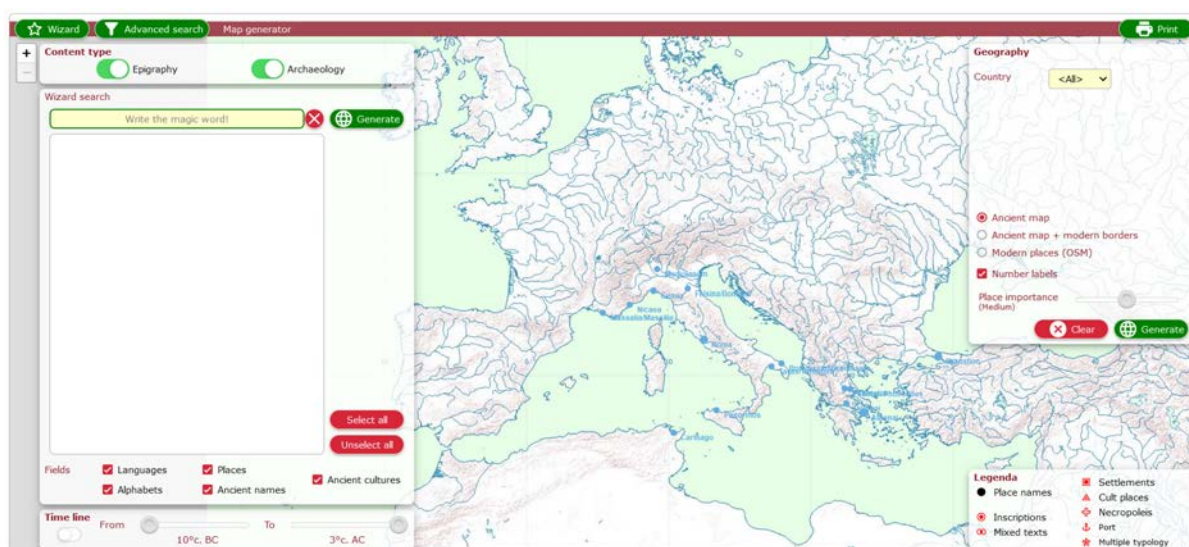 Wizard
Advanced search
Map generator
Print
+
Content type
Epigraphy
Archaeology
Wizard search
Write the magic word!
Generate
Select all
Unselect all
Fields
Languages
Places
Ancient cultures
Alphabets
Ancient names
Time line
From
To
10°c. BC
3°c. AC
Nicaea
Cartago
Geography
Country
<All>
Ancient map
Ancient map + modern borders
Modern places (OSM)
Number labels
Place importance
(Medium)
Clear
Generate
Legenda
Place names
Inscriptions
Mixed texts
Settlements
Cult places
Necropoleis
Port
Multiple typology